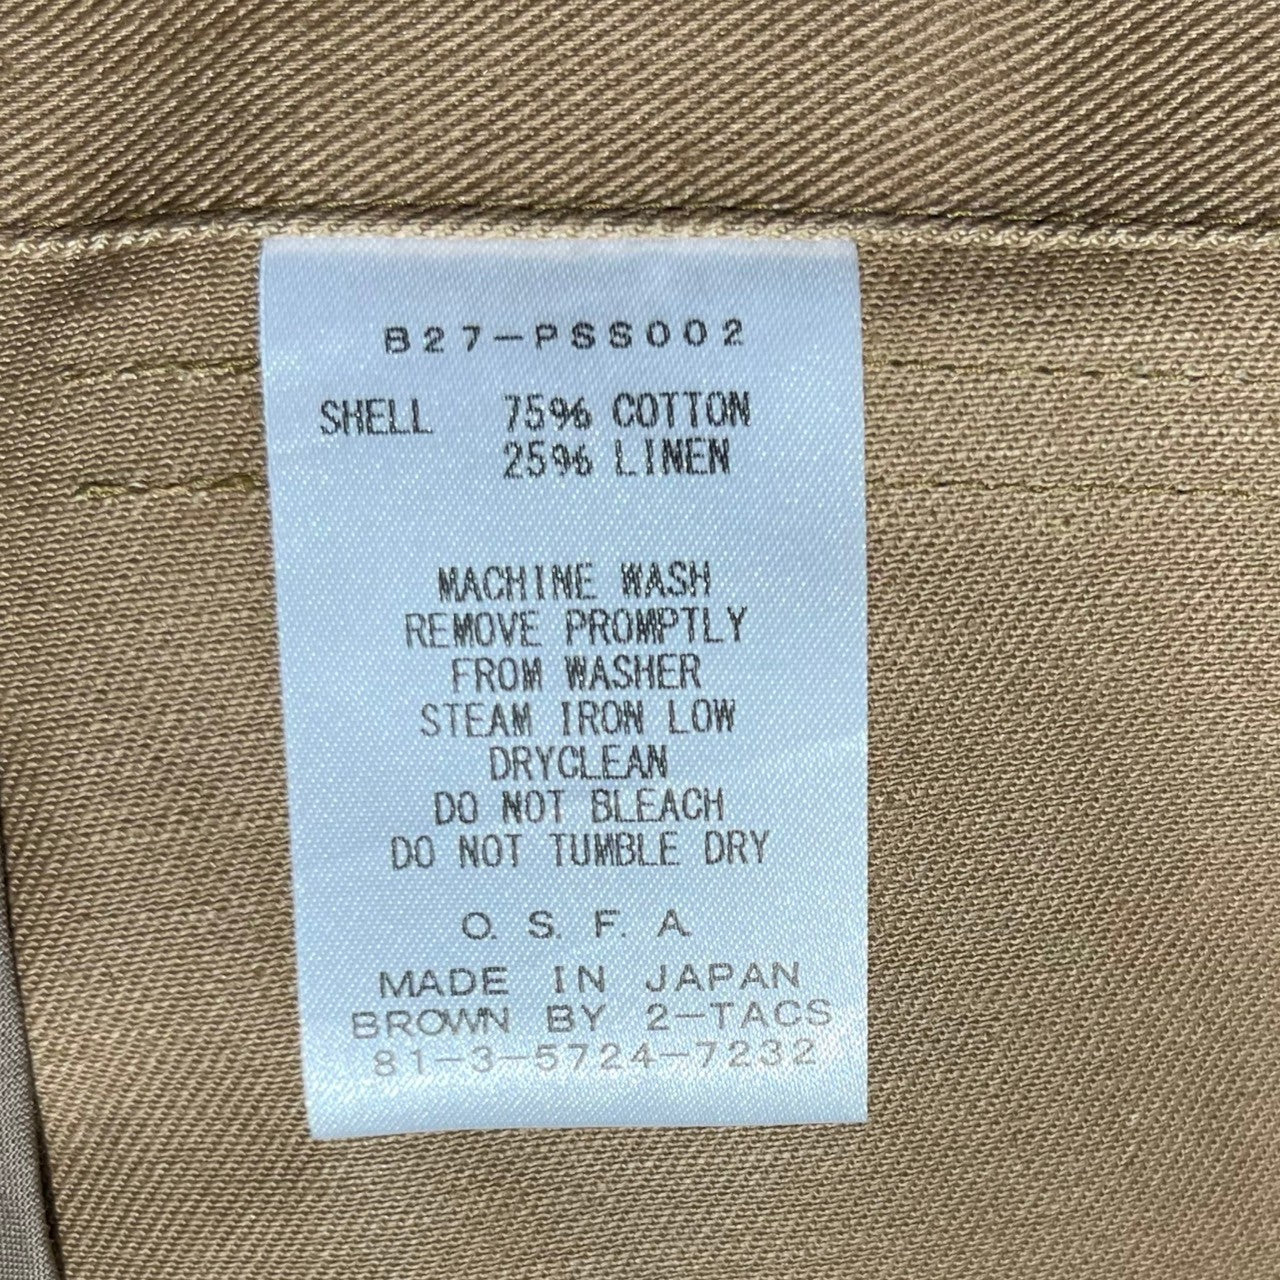 B27-PSS002
SHELL 75% COTTON
25% LINEN
MACHINE WASH
REMOVE PROMPTLY
FROM WASHER
STEAM IRON LOW
DRYCLEAN
DO NOT BLEACH
DO NOT TUMBLE DRY
O. S. F. A.
MADE IN JAPAN
BROWN BY 2-TACS
81-3-5724-7232